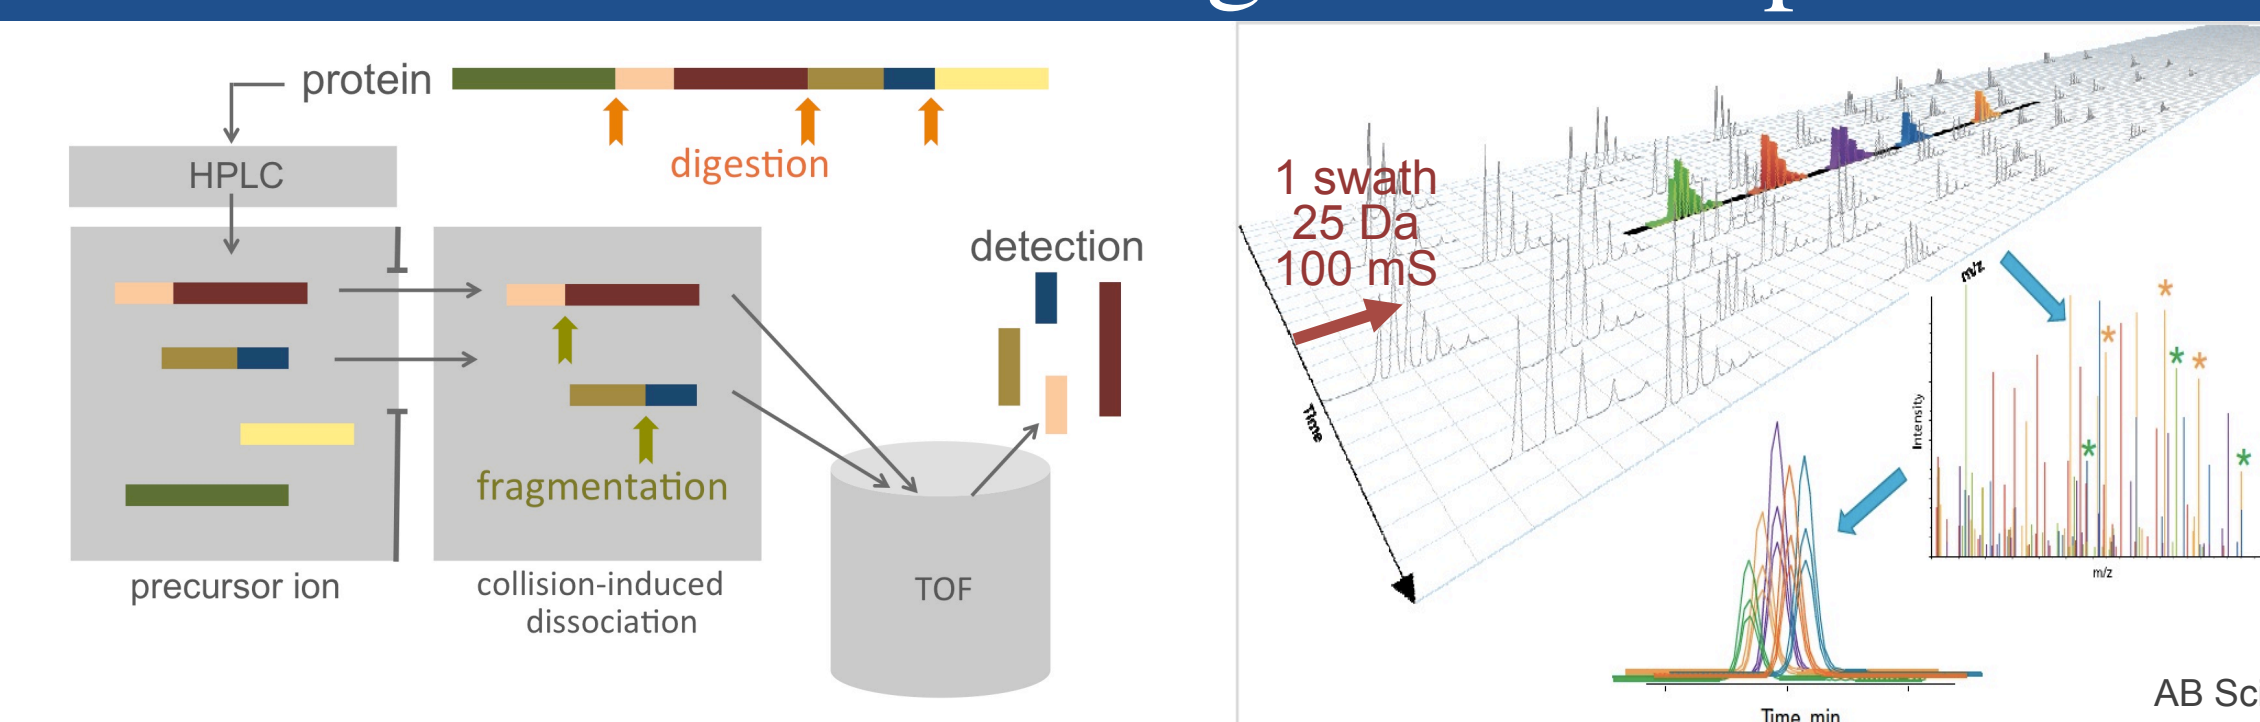 protein
digestion
HPLC
detection
fragmentation
precursor ion
collision-induced
dissociation
TOF
1 swath
25 Da
100 mS
m/z
Time
Intensity
m/z
Time, min
AB Sci